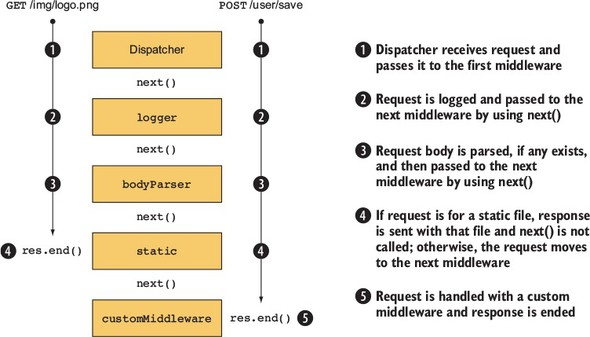 GET /img/logo.png
POST /user/save
1
Dispatcher
1
next()
2
logger
2
next()
3
bodyParser
3
next()
4 res.end()
static
4
next()
customMiddleware
res.end() 5
1 Dispatcher receives request and
passes it to the first middleware
2 Request is logged and passed to the
next middleware by using next()
3 Request body is parsed, if any exists,
and then passed to the next
middleware by using next()
4 If request is for a static file, response
is sent with that file and next() is not
called; otherwise, the request moves
to the next middleware
5 Request is handled with a custom
middleware and response is ended